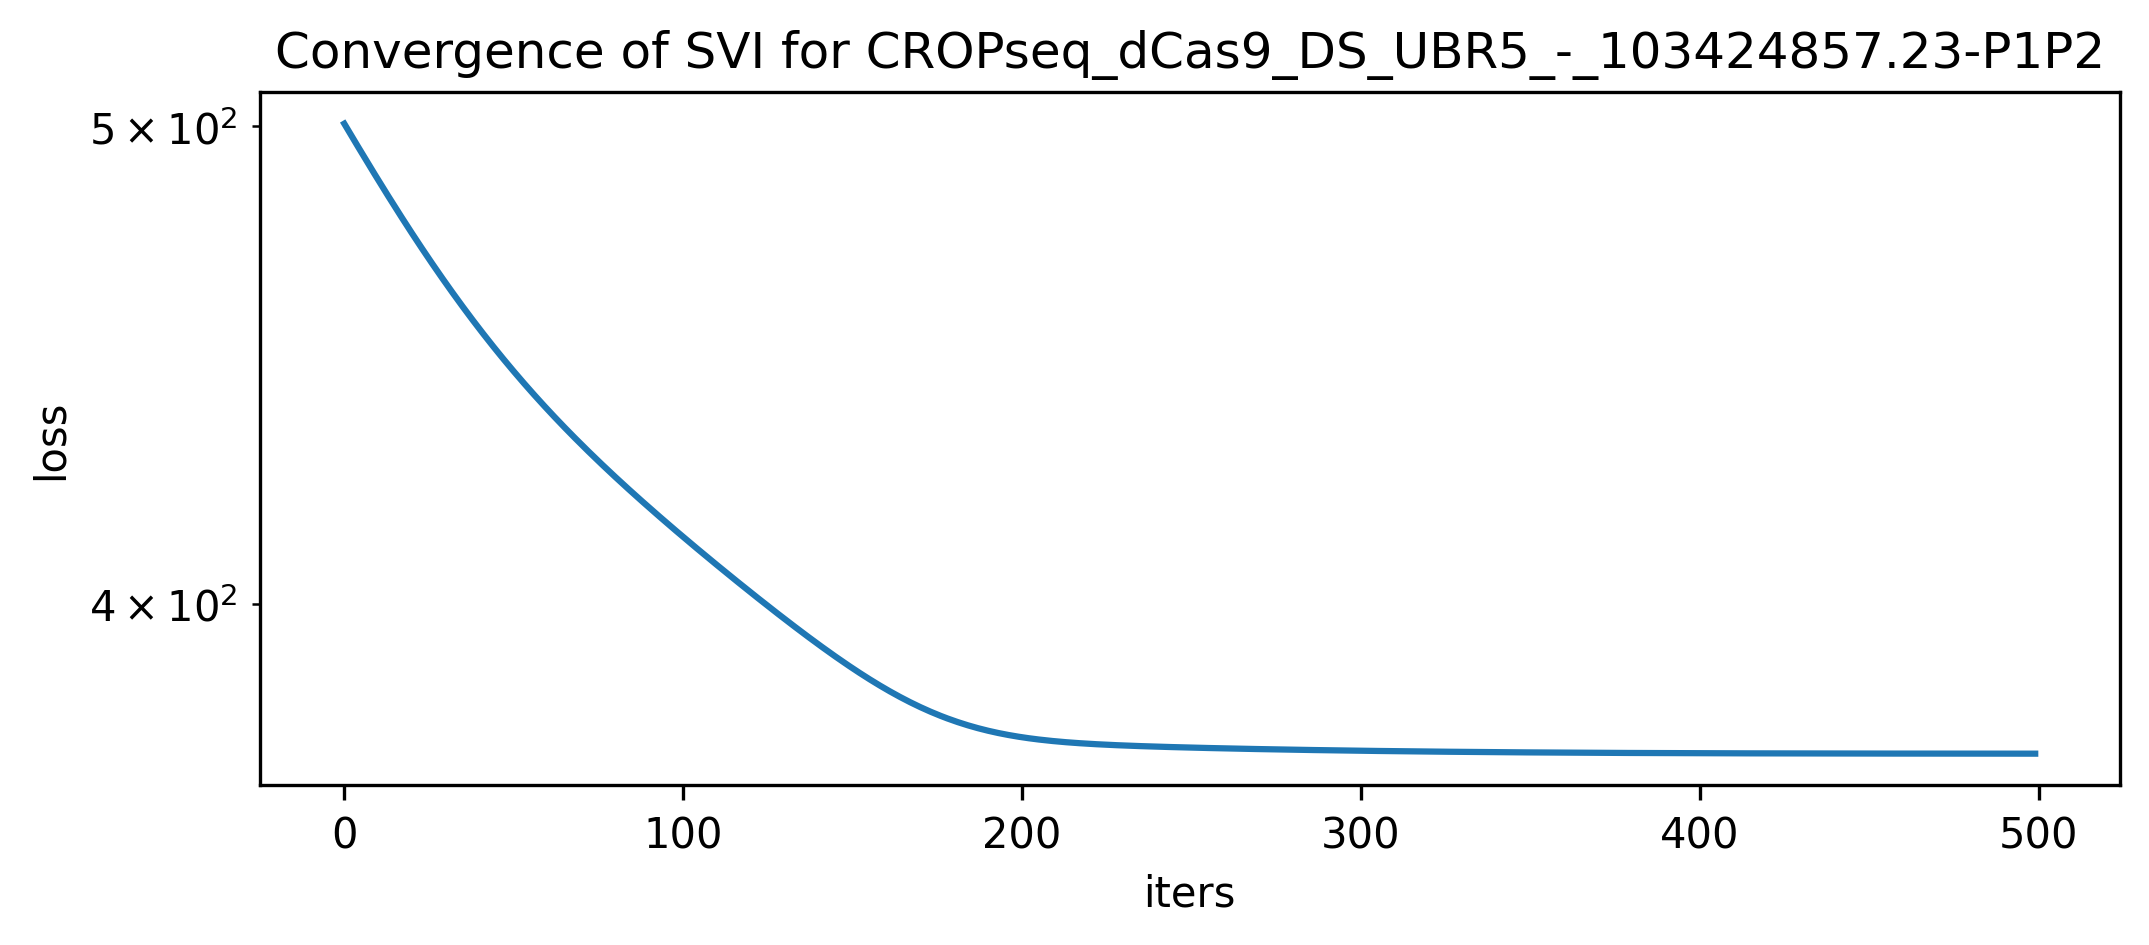 Convergence of SVI for CROPseq_dCas9_DS_UBR5_-_103424857.23-P1P2
5 × 10²
4 × 10²
loss
0 100 200 300 400 500
iters